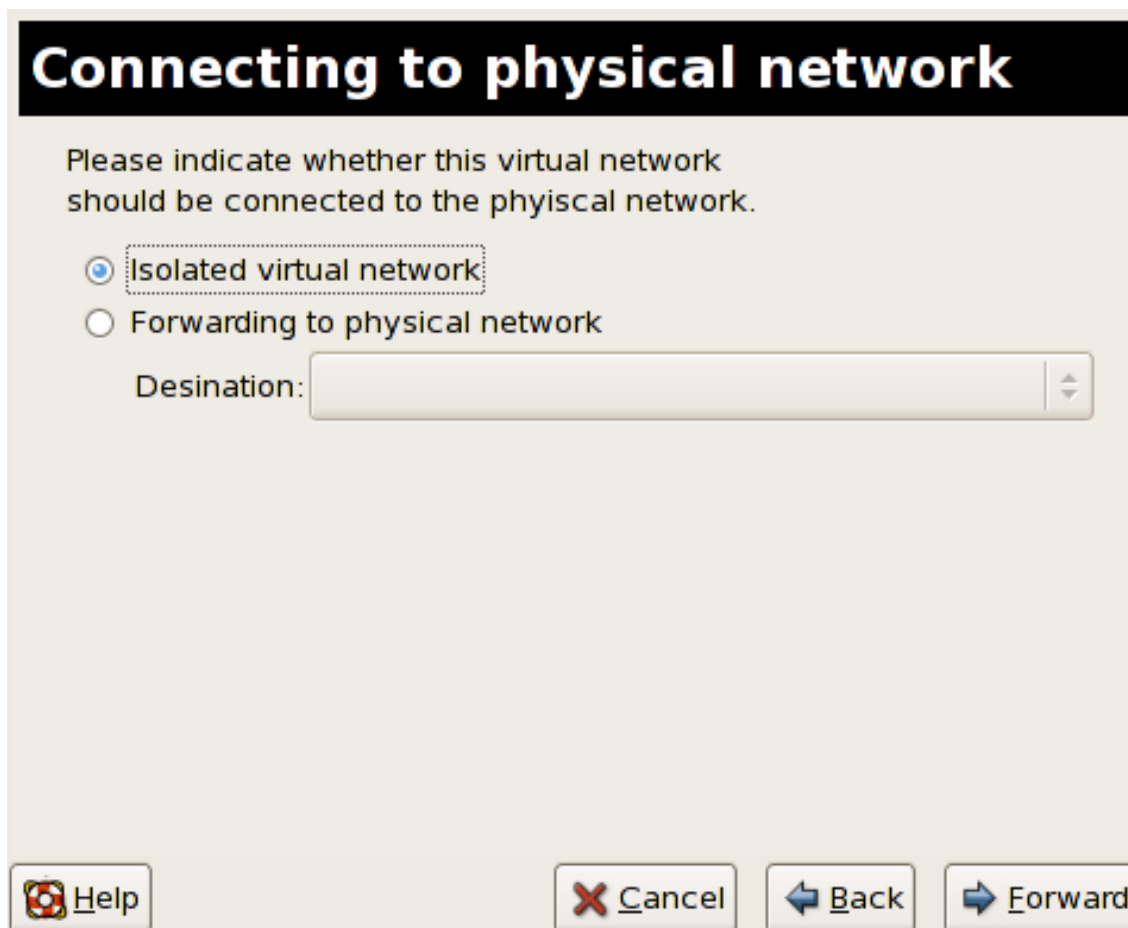 Connecting to physical network
Please indicate whether this virtual network
should be connected to the phyiscal network.
Isolated virtual network
Forwarding to physical network
Desination:
Help
Cancel
Back
Forward